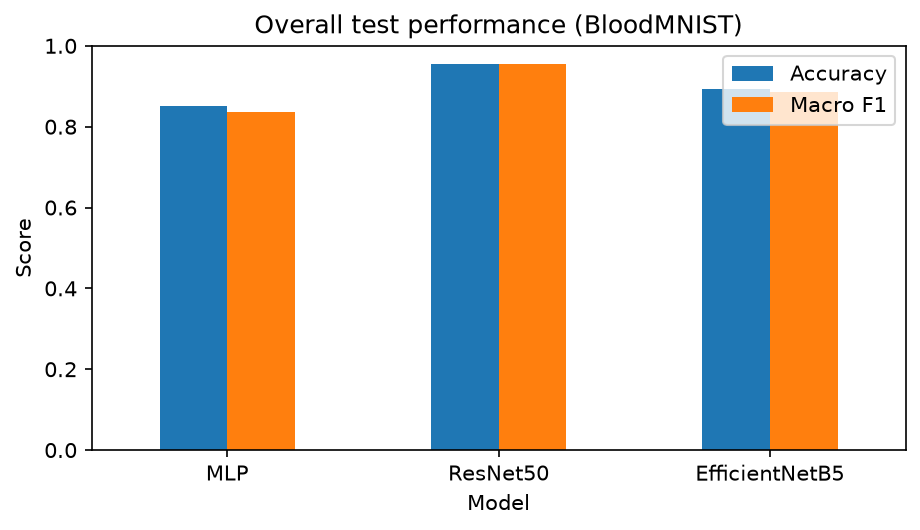 Overall test performance (BloodMNIST)
1.0
0.8
0.6
0.4
0.2
0.0
Score
Accuracy
Macro F1
MLP
ResNet50
EfficientNetB5
Model